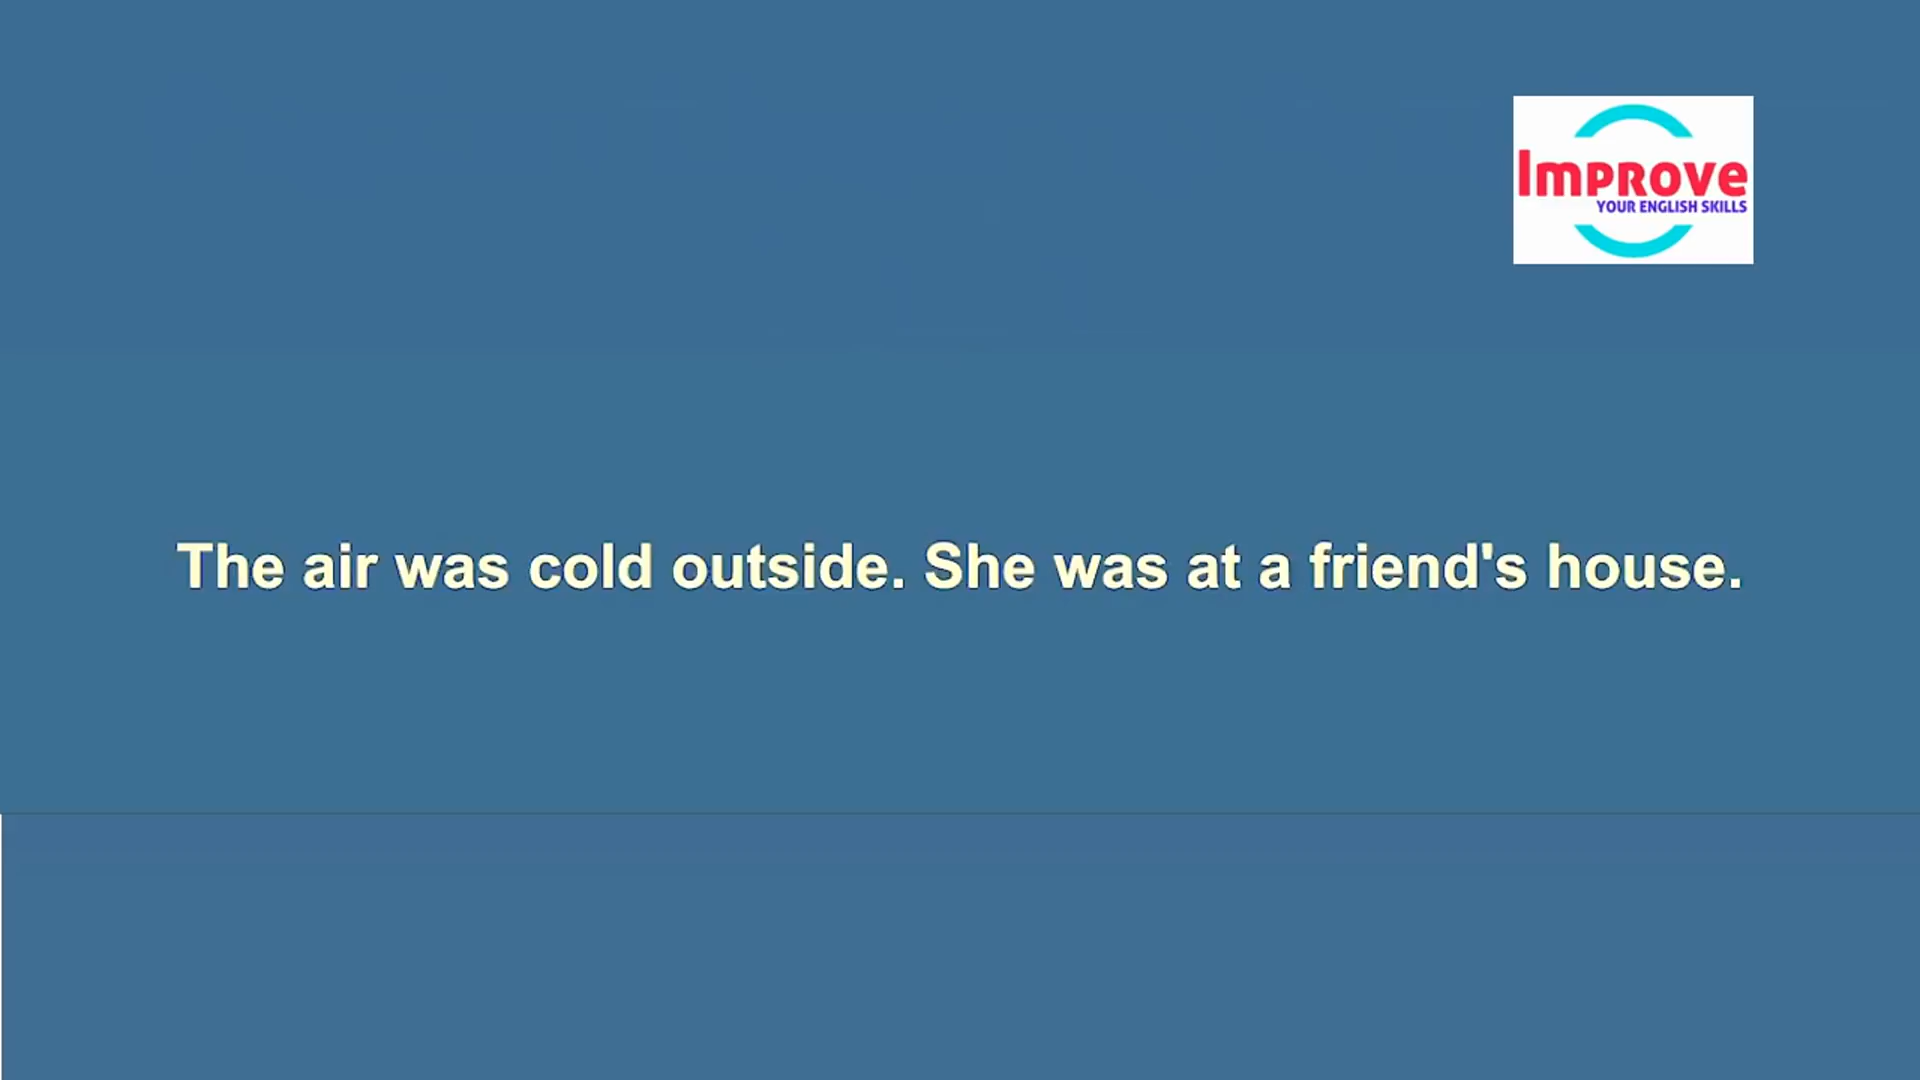 Improve
YOUR ENGLISH SKILLS
The air was cold outside. She was at a friend's house.